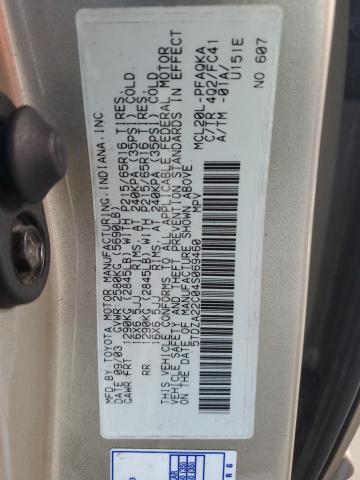 MFD. BY TOYOTA MOTOR MANUFACTURING, INDIANA, INC.
DATE 09/03 GVWR 2580KG (5690LB)
GAWR FRT 1290KG (2845LB) WITH P215/65R16 TIRES,
16X6.5JJ RIMS, AT 240KPA (35PSI) COLD.
RR 1290KG (2845LB) WITH P215/65R16 TIRES,
16X6.5JJ RIMS, AT 240KPA (35PSI) COLD.
THIS VEHICLE CONFORMS TO ALL APPLICABLE FEDERAL MOTOR
VEHICLE SAFETY AND THEFT PREVENTION STANDARDS IN EFFECT
ON THE DATE OF MANUFACTURE SHOWN ABOVE
5TDZA22C04S069460 MPV
MCL20L-PFAQKA
C/TR 4Q2/FC41
A/TM -01A/
U151E
NO 607